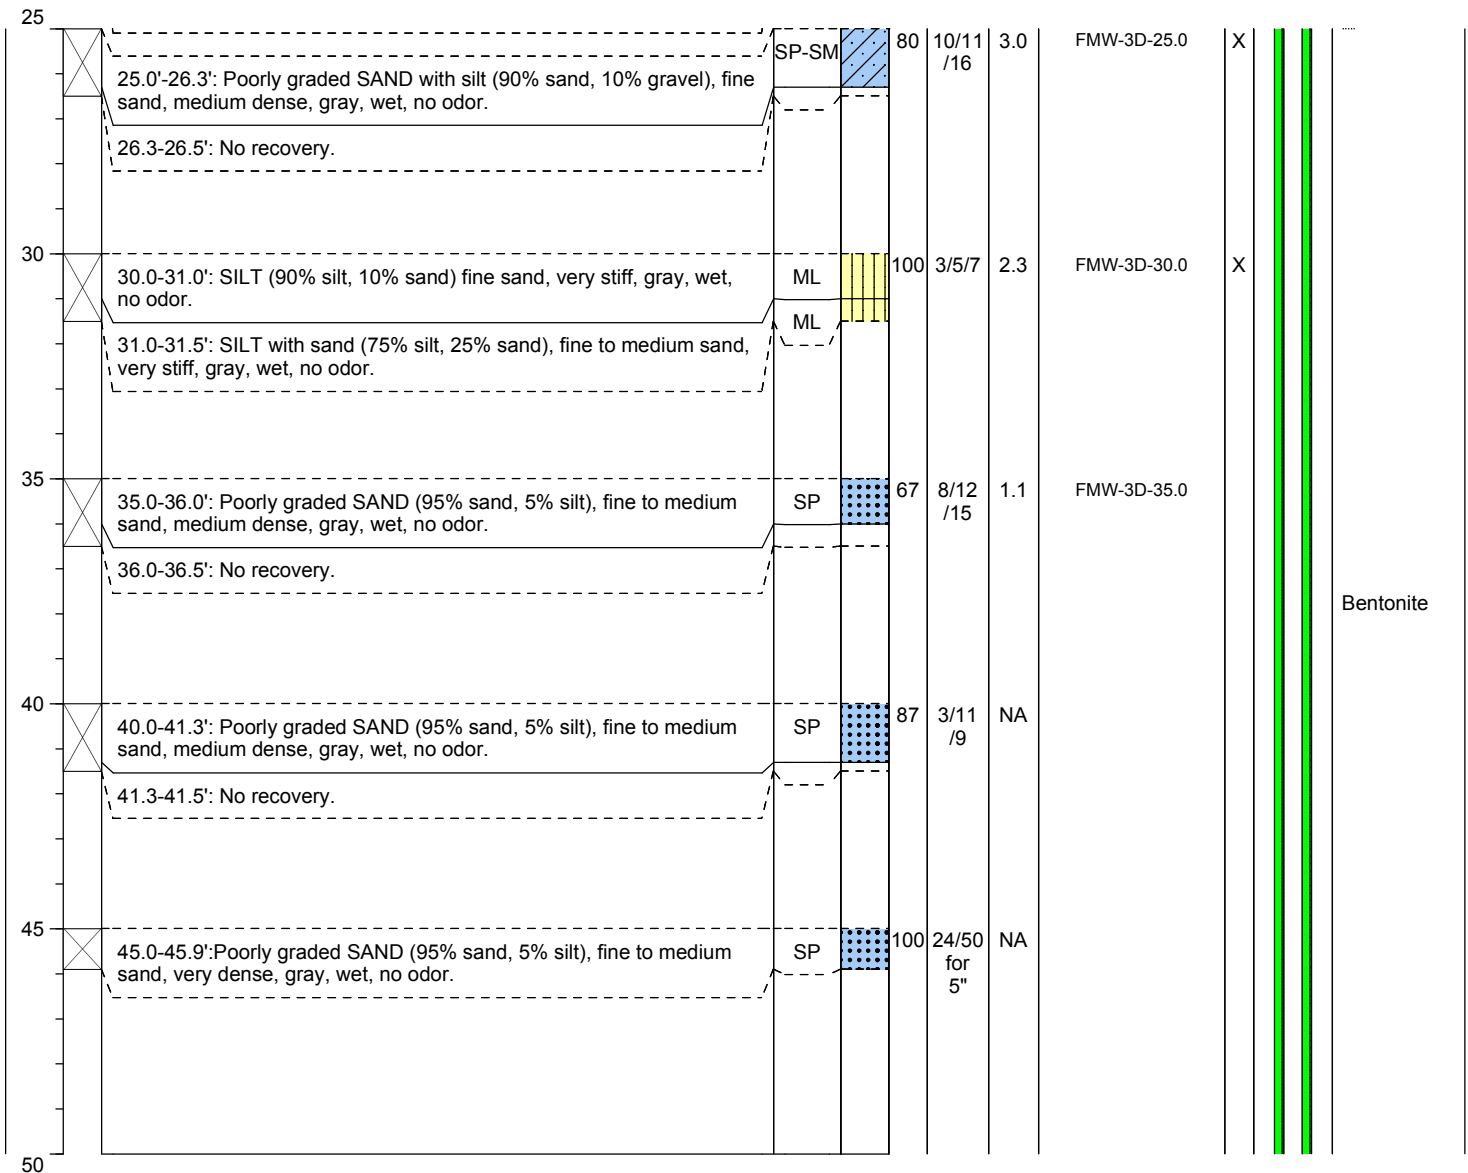 25
SP-SM
80 10/11 3.0 FMW-3D-25.0 X
/16
25.0'-26.3': Poorly graded SAND with silt (90% sand, 10% gravel), fine
sand, medium dense, gray, wet, no odor.
26.3-26.5': No recovery.
30
30.0-31.0': SILT (90% silt, 10% sand) fine sand, very stiff, gray, wet,
no odor.
ML
100 3/5/7 2.3 FMW-3D-30.0 X
ML
31.0-31.5': SILT with sand (75% silt, 25% sand), fine to medium sand,
very stiff, gray, wet, no odor.
35
35.0-36.0': Poorly graded SAND (95% sand, 5% silt), fine to medium
sand, medium dense, gray, wet, no odor.
SP
67 8/12 1.1 FMW-3D-35.0
/15
36.0-36.5': No recovery.
Bentonite
40
40.0-41.3': Poorly graded SAND (95% sand, 5% silt), fine to medium
sand, medium dense, gray, wet, no odor.
SP
87 3/11 NA
/9
41.3-41.5': No recovery.
45
45.0-45.9':Poorly graded SAND (95% sand, 5% silt), fine to medium
sand, very dense, gray, wet, no odor.
SP
100 24/50 NA
for
5"
50